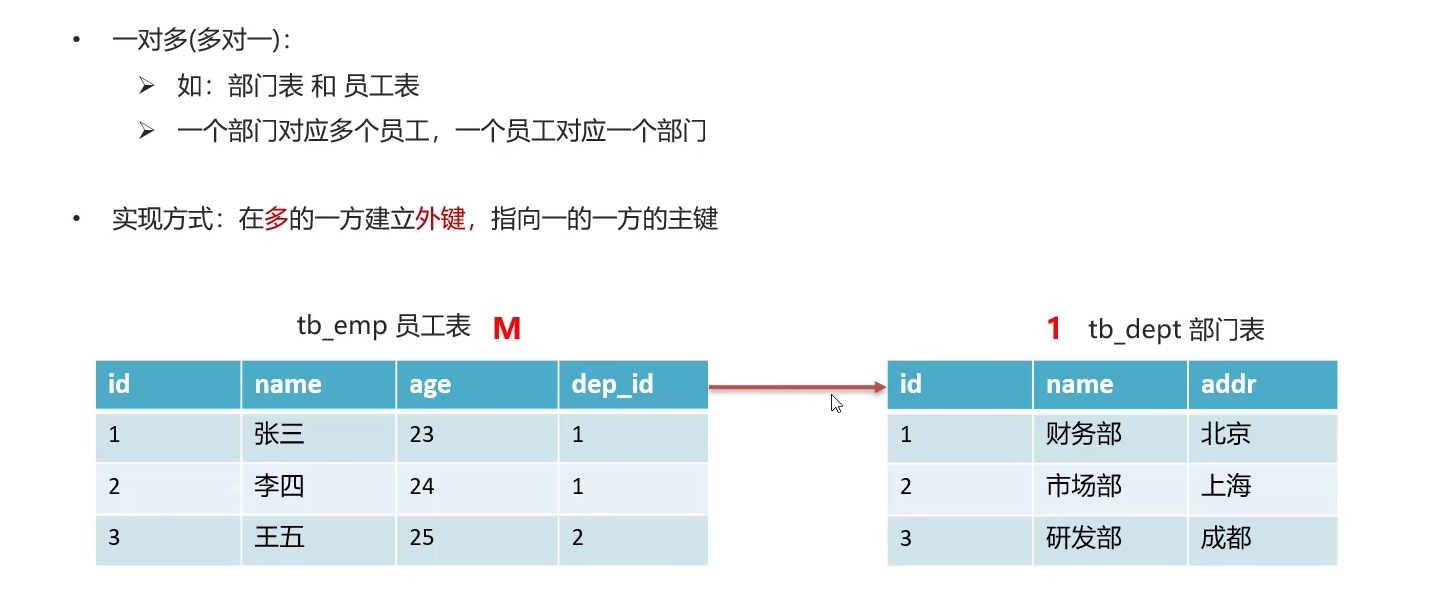 • 一对多(多对一)：
➢ 如：部门表 和 员工表
➢ 一个部门对应多个员工，一个员工对应一个部门
• 实现方式：在多的一方建立外键，指向一的一方的主键
tb_emp 员工表 M
id name age dep_id
1 张三 23 1
2 李四 24 1
3 王五 25 2
1 tb_dept 部门表
id name addr
1 财务部 北京
2 市场部 上海
3 研发部 成都